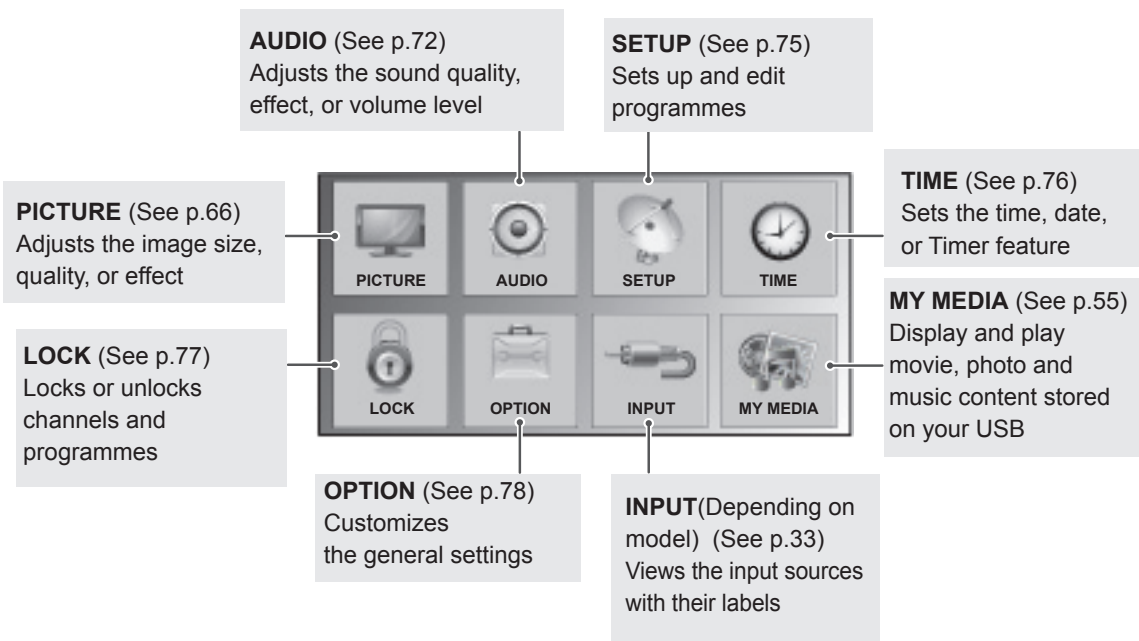 AUDIO (See p.72)
Adjusts the sound quality,
effect, or volume level
SETUP (See p.75)
Sets up and edit
programmes
PICTURE (See p.66)
Adjusts the image size,
quality, or effect
TIME (See p.76)
Sets the time, date,
or Timer feature
PICTURE
AUDIO
SETUP
TIME
LOCK (See p.77)
Locks or unlocks
channels and
programmes
MY MEDIA (See p.55)
Display and play
movie, photo and
music content stored
on your USB
LOCK
OPTION
INPUT
MY MEDIA
OPTION (See p.78)
Customizes
the general settings
INPUT(Depending on
model) (See p.33)
Views the input sources
with their labels